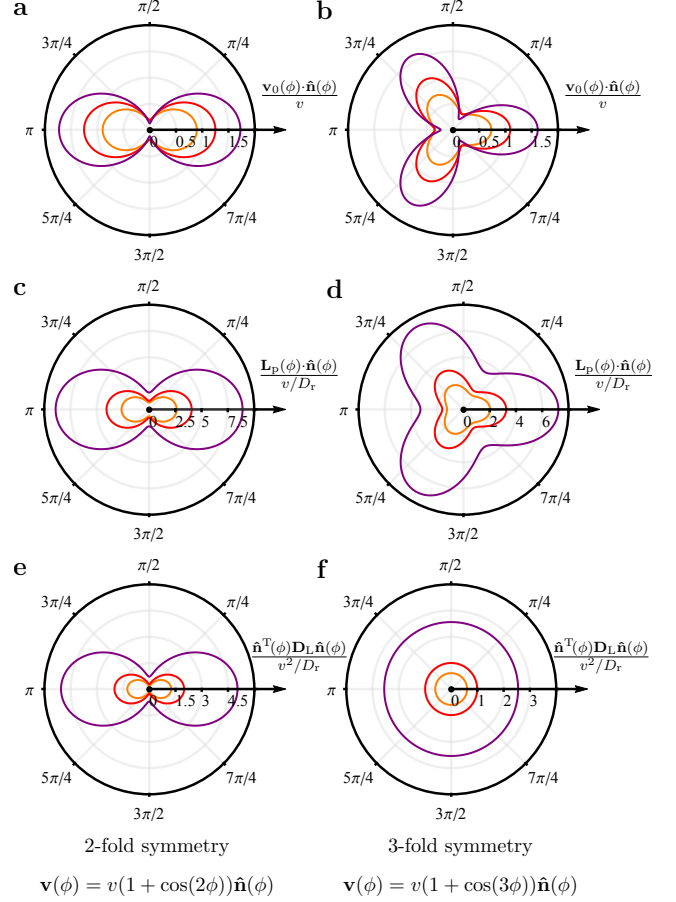 a
π/2
3π/4
π/4
π
0 0.5 1 1.5
v₀(ϕ)·n̂(ϕ)
v
5π/4
7π/4
3π/2
b
π/2
3π/4
π/4
π
0 0.5 1 1.5
v₀(ϕ)·n̂(ϕ)
v
5π/4
7π/4
3π/2
c
π/2
3π/4
π/4
π
0 2.5 5 7.5
Lₚ(ϕ)·n̂(ϕ)
v/Dᵣ
5π/4
7π/4
3π/2
d
π/2
3π/4
π/4
π
0 2 4 6
Lₚ(ϕ)·n̂(ϕ)
v/Dᵣ
5π/4
7π/4
3π/2
e
π/2
3π/4
π/4
π
0 1.5 3 4.5
n̂ᵀ(ϕ)D_L n̂(ϕ)
v²/Dᵣ
5π/4
7π/4
3π/2
f
π/2
3π/4
π/4
π
0 1 2 3
n̂ᵀ(ϕ)D_L n̂(ϕ)
v²/Dᵣ
5π/4
7π/4
3π/2
2-fold symmetry
3-fold symmetry
v(ϕ) = v(1 + cos(2ϕ))n̂(ϕ)
v(ϕ) = v(1 + cos(3ϕ))n̂(ϕ)